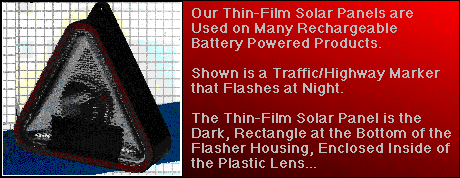 Our Thin-Film Solar Panels are
Used on Many Rechargeable
Battery Powered Products.
Shown is a Traffic/Highway Marker
that Flashes at Night.
The Thin-Film Solar Panel is the
Dark, Rectangle at the Bottom of the
Flasher Housing, Enclosed Inside of
the Plastic Lens...